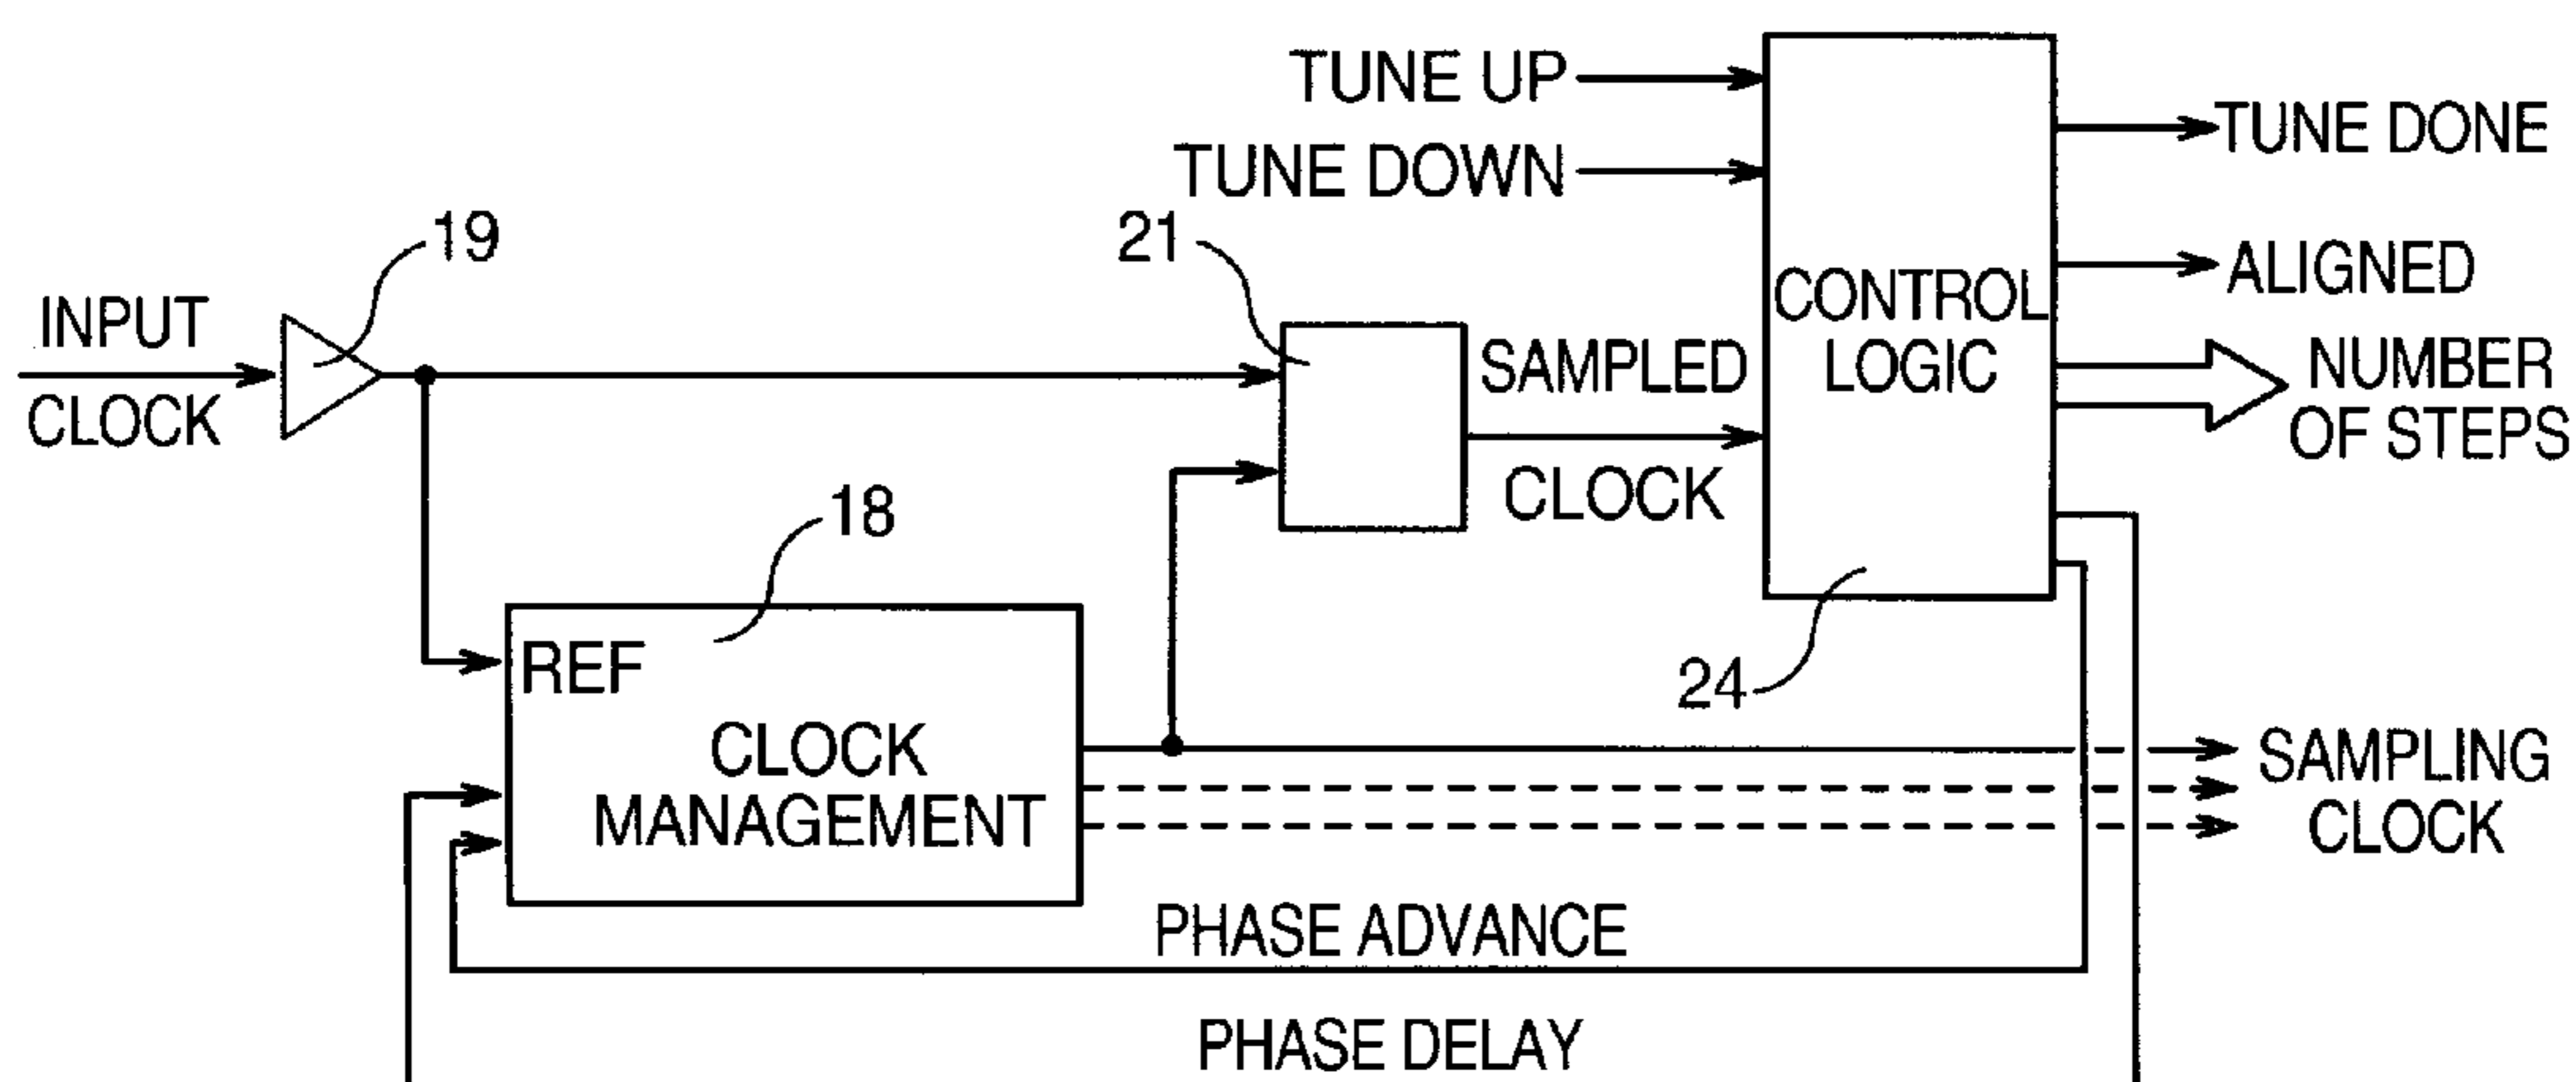 TUNE UP
TUNE DOWN
TUNE DONE
19
21
ALIGNED
INPUT
CLOCK
CONTROL
LOGIC
SAMPLED
CLOCK
NUMBER
OF STEPS
18
REF
24
CLOCK
MANAGEMENT
SAMPLING
CLOCK
PHASE ADVANCE
PHASE DELAY